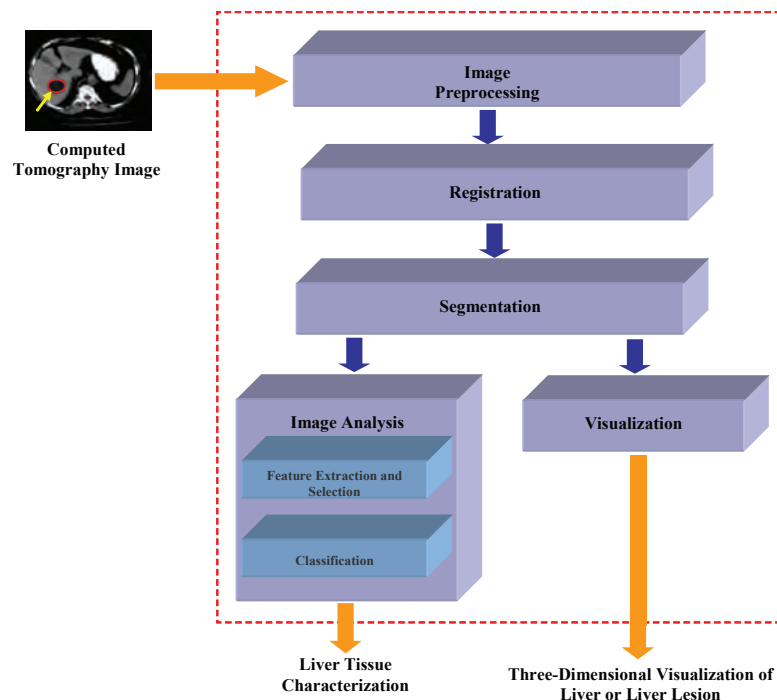 Image
Preprocessing
Computed
Tomography Image
Registration
Segmentation
Image Analysis
Feature Extraction and
Selection
Classification
Visualization
Liver Tissue
Characterization
Three-Dimensional Visualization of
Liver or Liver Lesion